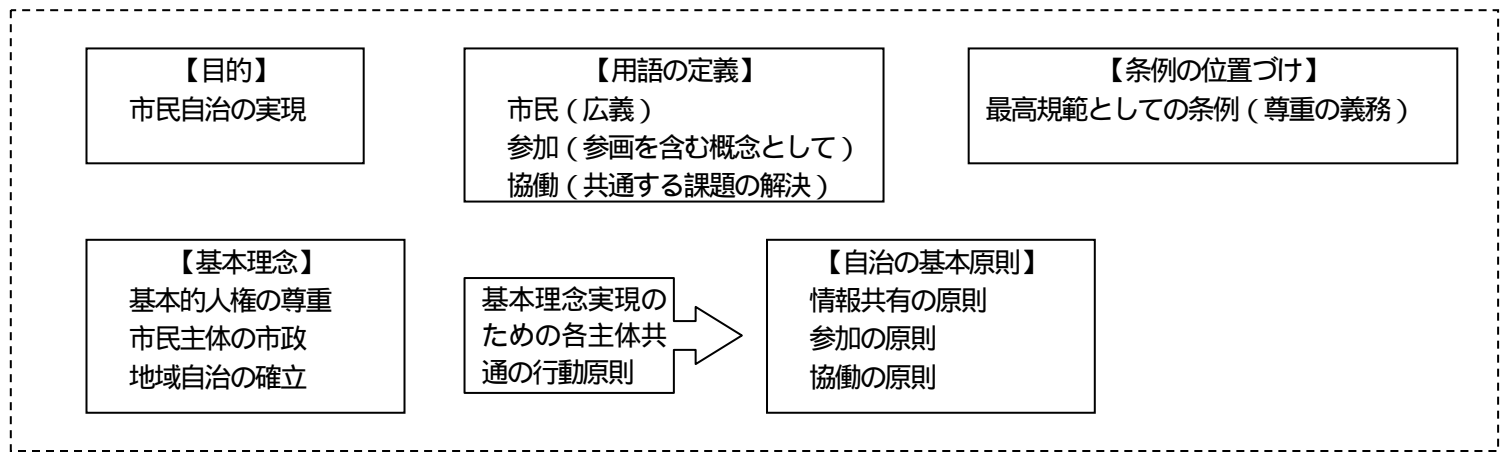 【目的】
市民自治の実現
【用語の定義】
市民(広義)
参加(参画を含む概念として)
協働(共通する課題の解決)
【条例の位置づけ】
最高規範としての条例(尊重の義務)
【基本理念】
基本的人権の尊重
市民主体の市政
地域自治の確立
基本理念実現の
ための各主体共
通の行動原則
【自治の基本原則】
情報共有の原則
参加の原則
協働の原則